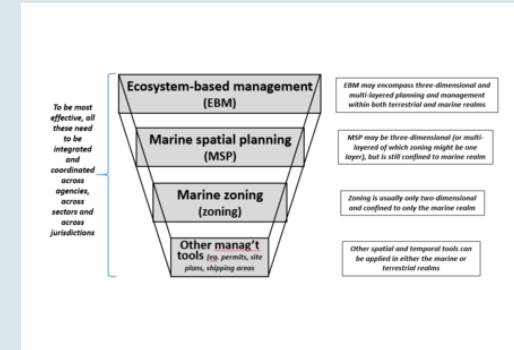 To be most
effective, all
these need
to be
integrated
and
coordinated
across
agencies,
across
sectors and
across
jurisdictions
Ecosystem-based management
(EBM)
EBM may encompass three-dimensional and
multi-layered planning and management
within both terrestrial and marine realms
Marine spatial planning
(MSP)
MSP may be three-dimensional (or multi-
layered of which zoning might be one
layer), but is still confined to marine realm
Marine zoning
(zoning)
Zoning is usually only two-dimensional
and confined to only the marine realm
Other manag't
tools (eg. permits, site
plans, shipping areas
Other spatial and temporal tools can
be applied in either the marine or
terrestrial realms